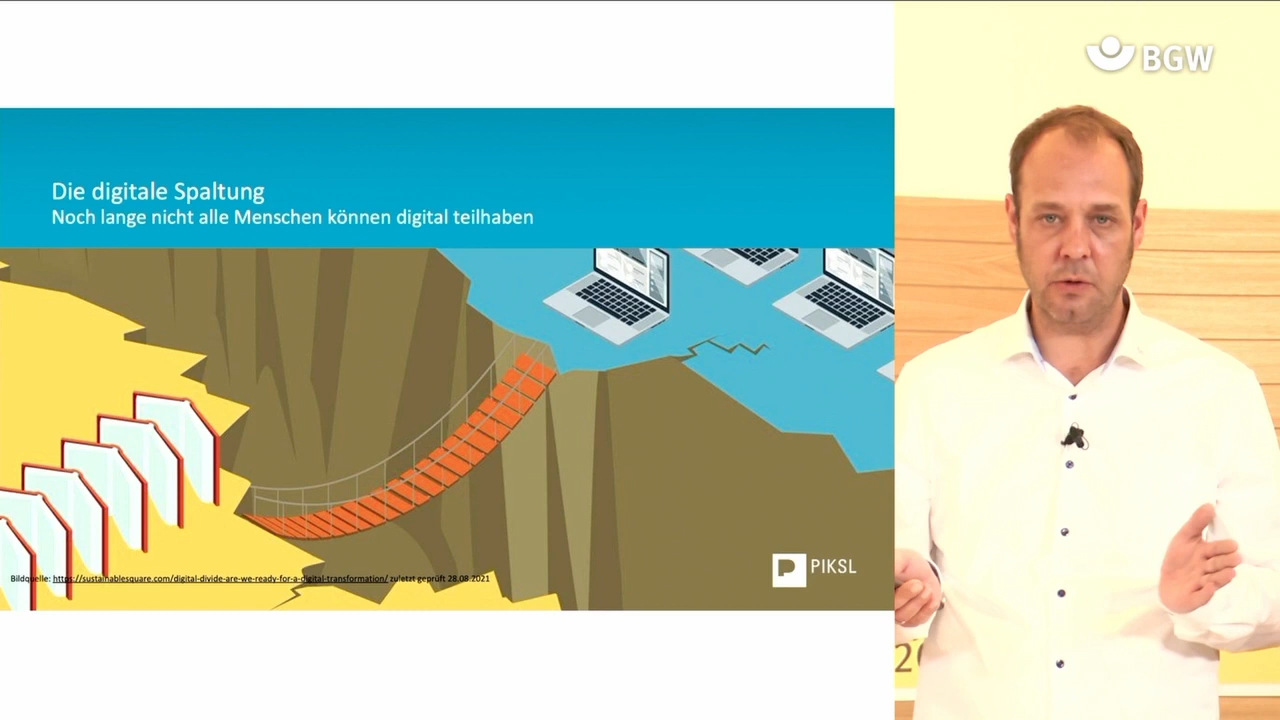 BGW
Die digitale Spaltung
Noch lange nicht alle Menschen können digital teilhaben
PIKSL
Bildquelle: https://sustainablesquare.com/digital-divide-are-we-ready-for-a-digital-transformation/ zuletzt geprüft 28.08.2021